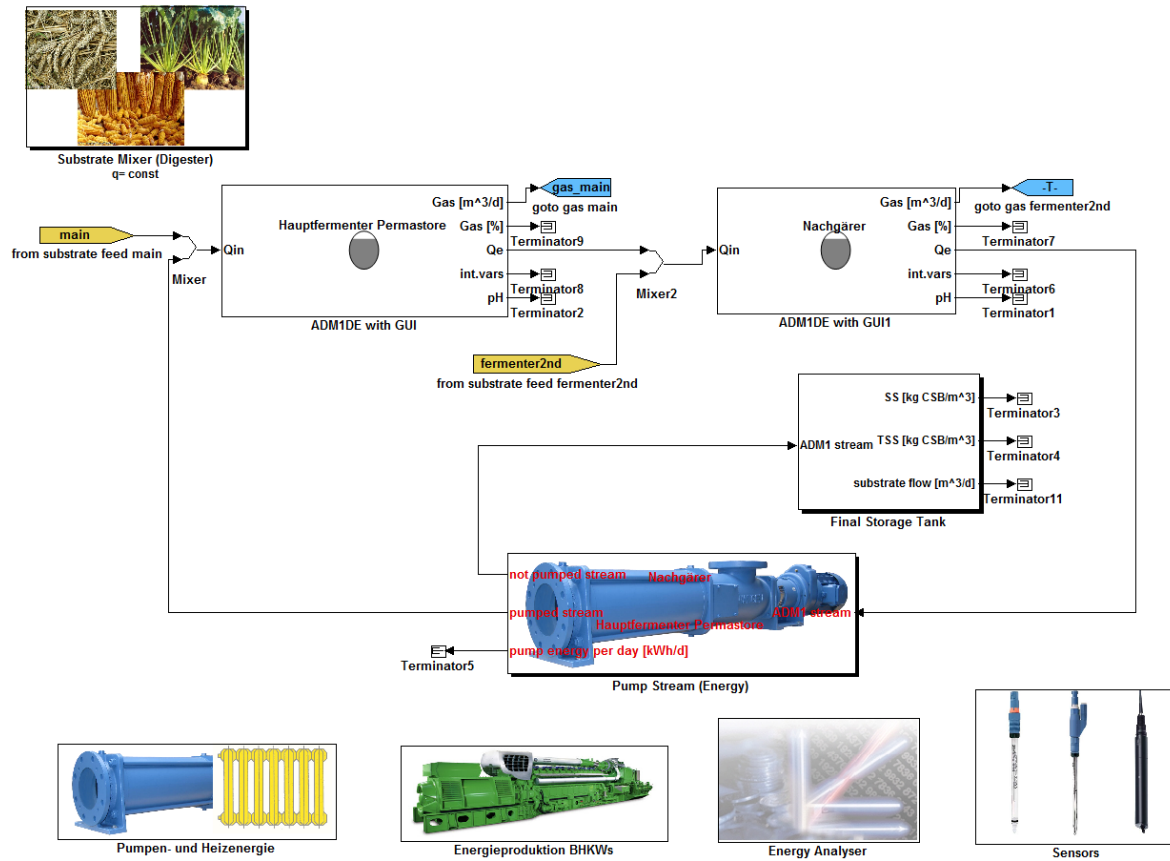 Substrate Mixer (Digester)
q= const
main
from substrate feed main
Mixer
Qin
Hauptfermenter Permastore
Gas [m^3/d]
Gas [%]
Qe
int.vars
pH
ADM1DE with GUI
gas_main
goto gas main
Terminator9
Terminator8
Terminator2
Mixer2
fermenter2nd
from substrate feed fermenter2nd
Qin
Nachgärer
Gas [m^3/d]
Gas [%]
Qe
int.vars
pH
ADM1DE with GUI1
-T-
goto gas fermenter2nd
Terminator7
Terminator6
Terminator1
ADM1 stream
SS [kg CSB/m^3]
TSS [kg CSB/m^3]
substrate flow [m^3/d]
Final Storage Tank
Terminator3
Terminator4
Terminator11
not pumped stream
Nachgärer
pumped stream
Hauptfermenter Permastore
ADM1 stream
pump energy per day [kWh/d]
Terminator5
Pump Stream (Energy)
Pumpen- und Heizenergie
Energieproduktion BHKWs
Energy Analyser
Sensors